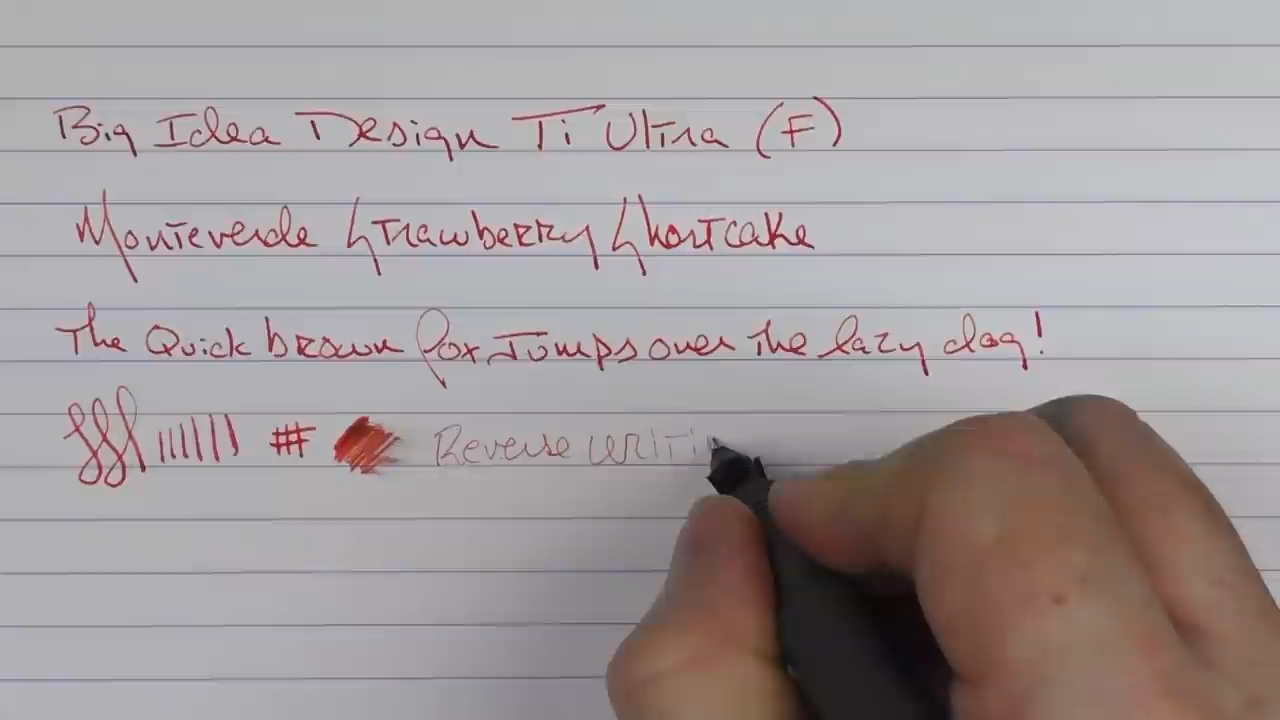 Big Idea Design Ti Ultra (F)
Monteverde Strawberry Shortcake
The Quick brown fox Jumps over the lazy dog!
Reverse writi